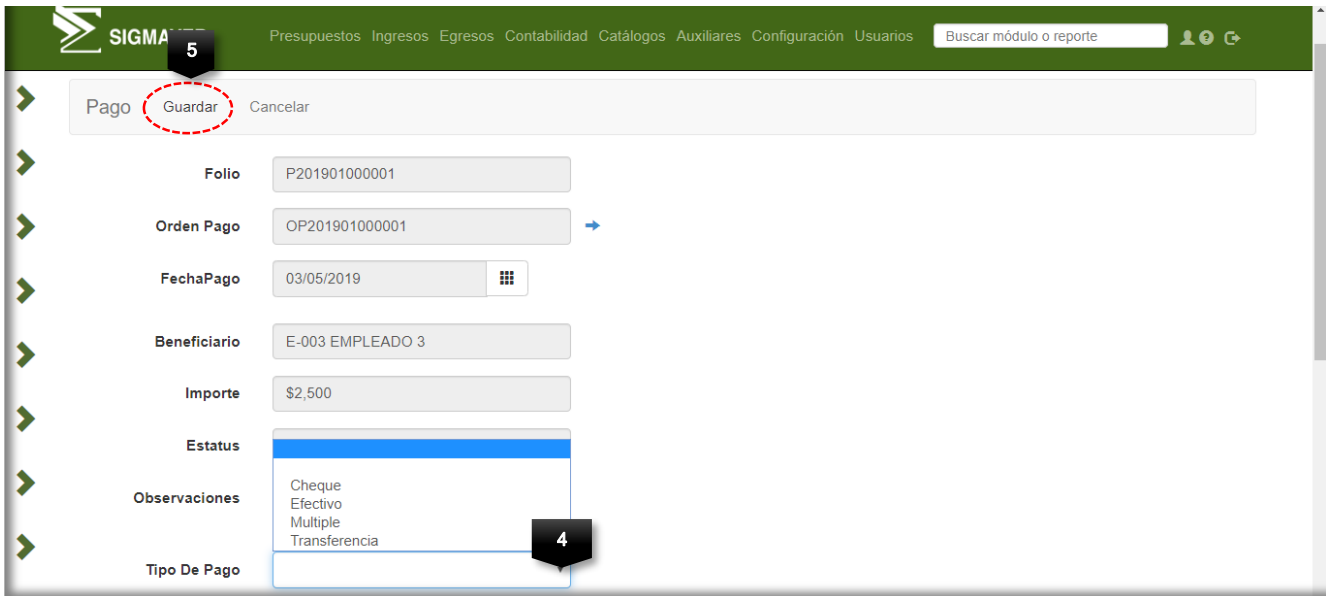 SIGMAVER
5
Presupuestos Ingresos Egresos Contabilidad Catálogos Auxiliares Configuración Usuarios
Buscar módulo o reporte
Pago Guardar Cancelar
Folio P201901000001
Orden Pago OP201901000001
FechaPago 03/05/2019
Beneficiario E-003 EMPLEADO 3
Importe $2,500
Estatus
Cheque
Observaciones
Efectivo
Multiple
Transferencia
4
Tipo De Pago